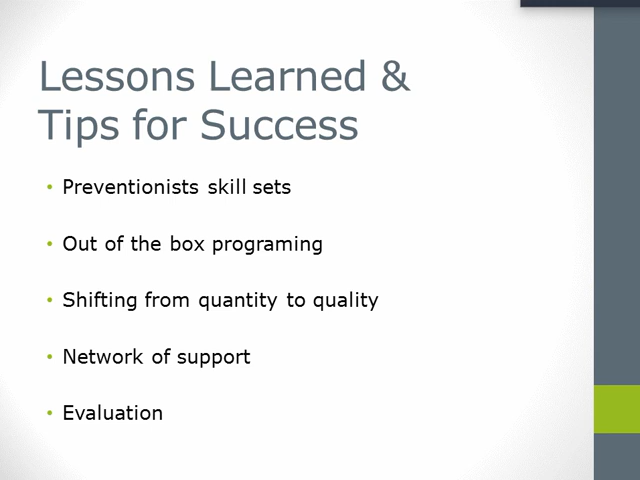 Lessons Learned &
Tips for Success
• Preventionists skill sets
• Out of the box programing
• Shifting from quantity to quality
• Network of support
• Evaluation